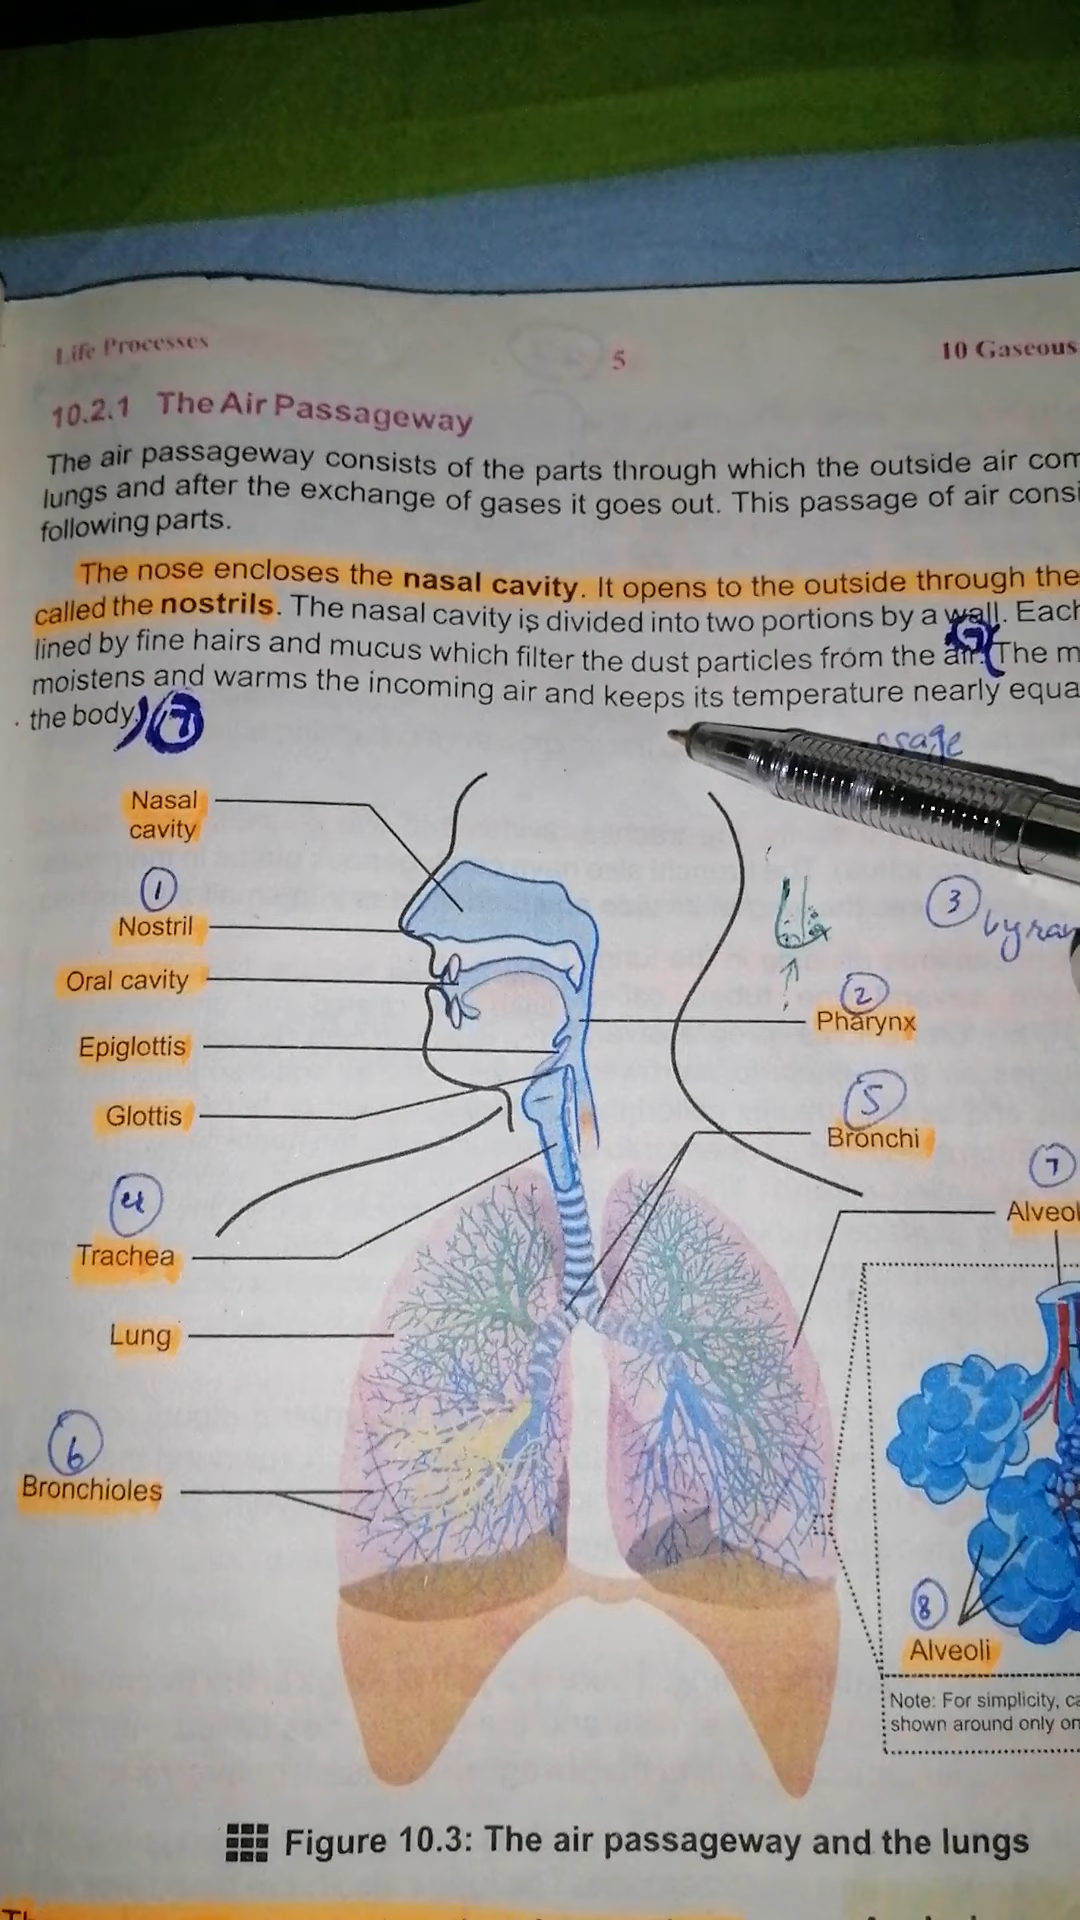 Life Processes
5
10 Gaseous
10.2.1 The Air Passageway
The air passageway consists of the parts through which the outside air com
lungs and after the exchange of gases it goes out. This passage of air consi
following parts.
The nose encloses the nasal cavity. It opens to the outside through the
called the nostrils. The nasal cavity is divided into two portions by a wall. Each
lined by fine hairs and mucus which filter the dust particles from the air. (The m
moistens and warms the incoming air and keeps its temperature nearly equa
the body.) 7
ssage
Nasal
cavity
1
Nostril
3
Oral cavity
2
Pharynx
Epiglottis
5
Glottis
Bronchi
7
4
Alveol
Trachea
Lung
6
Bronchioles
8
Alveoli
Note: For simplicity, ca
shown around only on
Figure 10.3: The air passageway and the lungs